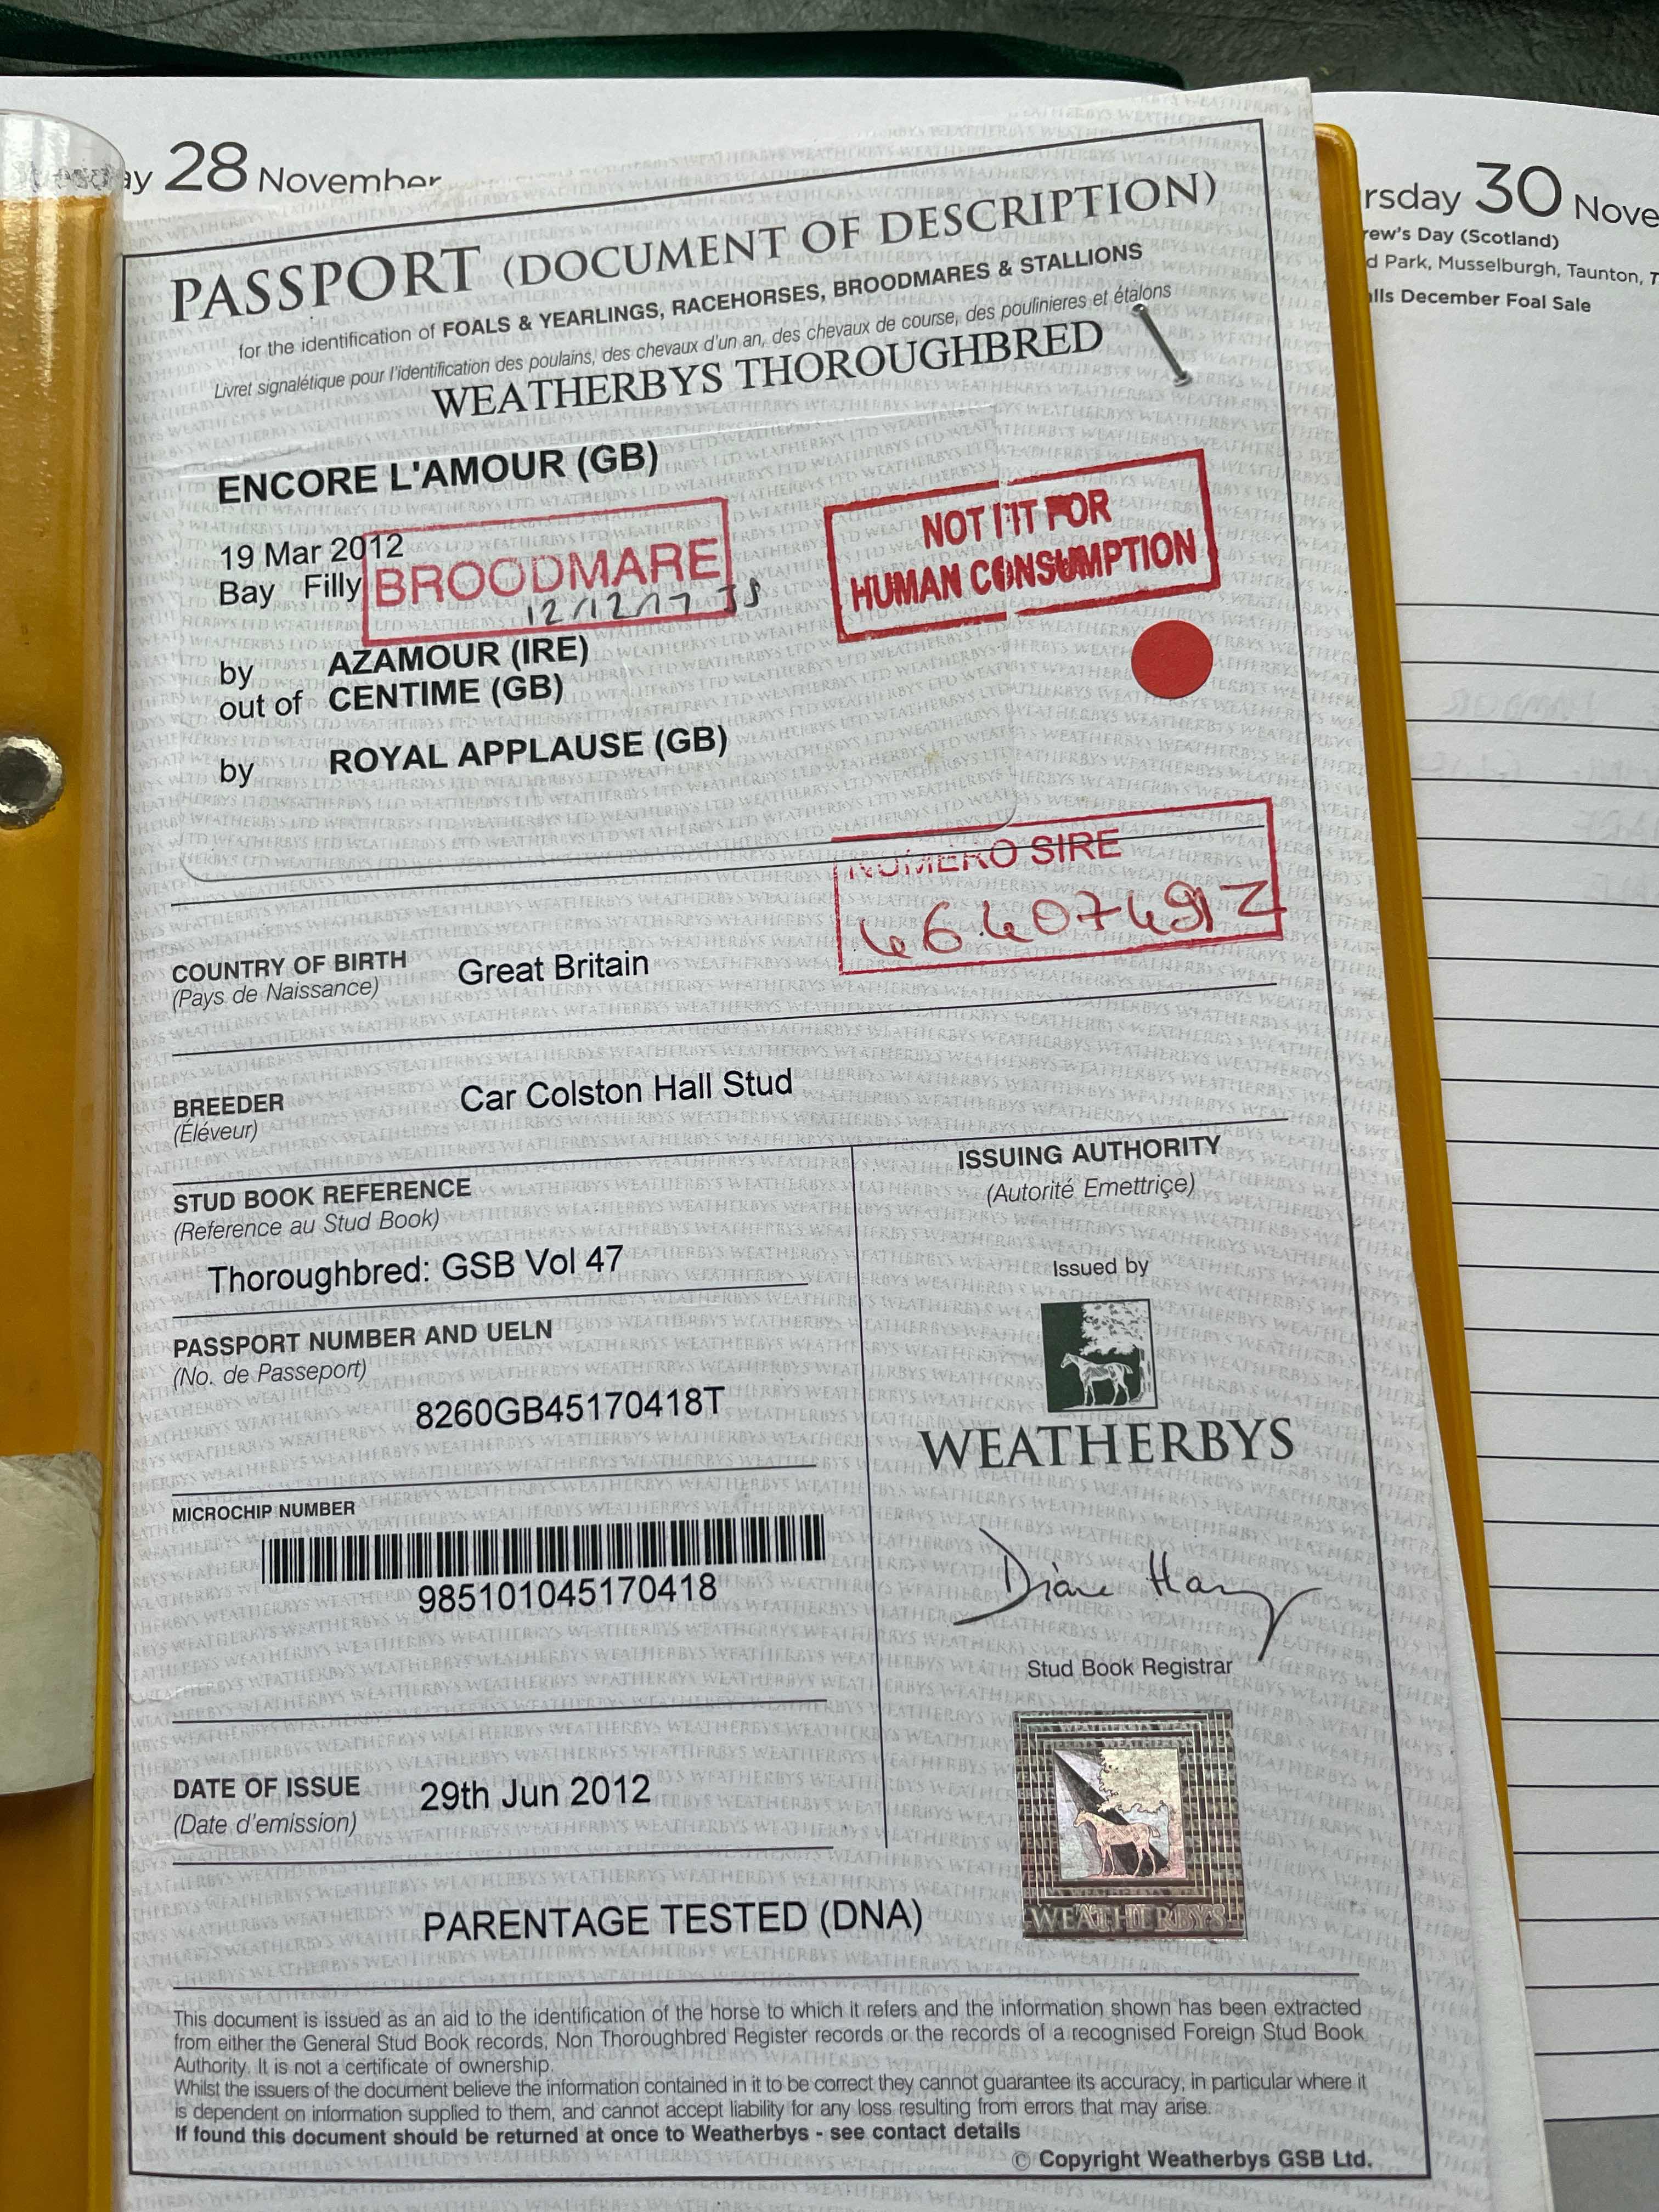 28 November
PASSPORT (DOCUMENT OF DESCRIPTION)
for the identification of FOALS & YEARLINGS, RACEHORSES, BROODMARES & STALLIONS
Livret signalétique pour l'identification des poulains, des chevaux d'un an, des chevaux de course, des poulinieres et étalons
WEATHERBYS THOROUGHBRED
ENCORE L'AMOUR (GB)
19 Mar 2012
Bay Filly
BROODMARE
12/12/17 JS
NOT FIT FOR
HUMAN CONSUMPTION
by AZAMOUR (IRE)
out of CENTIME (GB)
by ROYAL APPLAUSE (GB)
NUMERO SIRE
COUNTRY OF BIRTH Great Britain
(Pays de Naissance)
BREEDER Car Colston Hall Stud
(Éléveur)
STUD BOOK REFERENCE
(Reference au Stud Book)
Thoroughbred: GSB Vol 47
PASSPORT NUMBER AND UELN
(No. de Passeport)
8260GB45170418T
MICROCHIP NUMBER
985101045170418
DATE OF ISSUE 29th Jun 2012
(Date d'emission)
PARENTAGE TESTED (DNA)
ISSUING AUTHORITY
(Autorité Emettriçe)
Issued by
WEATHERBYS
Diane Hany
Stud Book Registrar
WEATHERBYS
This document is issued as an aid to the identification of the horse to which it refers and the information shown has been extracted
from either the General Stud Book records, Non Thoroughbred Register records or the records of a recognised Foreign Stud Book
Authority. It is not a certificate of ownership.
Whilst the issuers of the document believe the information contained in it to be correct they cannot guarantee its accuracy, in particular where it
is dependent on information supplied to them, and cannot accept liability for any loss resulting from errors that may arise.
If found this document should be returned at once to Weatherbys - see contact details
© Copyright Weatherbys GSB Ltd.
rsday 30 Nove
rew's Day (Scotland)
d Park, Musselburgh, Taunton,
lls December Foal Sale